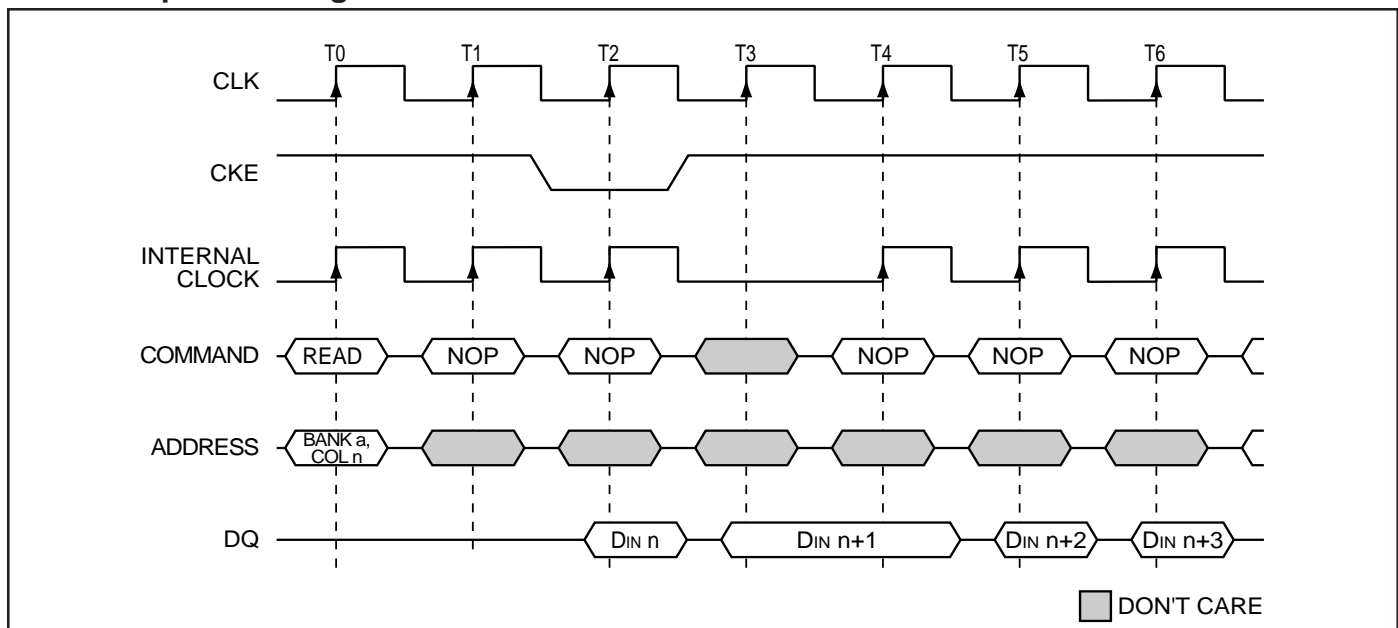 T0 T1 T2 T3 T4 T5 T6
CLK
CKE
INTERNAL
CLOCK
COMMAND READ NOP NOP NOP NOP NOP
ADDRESS BANK a,
COL n
DQ DIN n DIN n+1 DIN n+2 DIN n+3
DON'T CARE